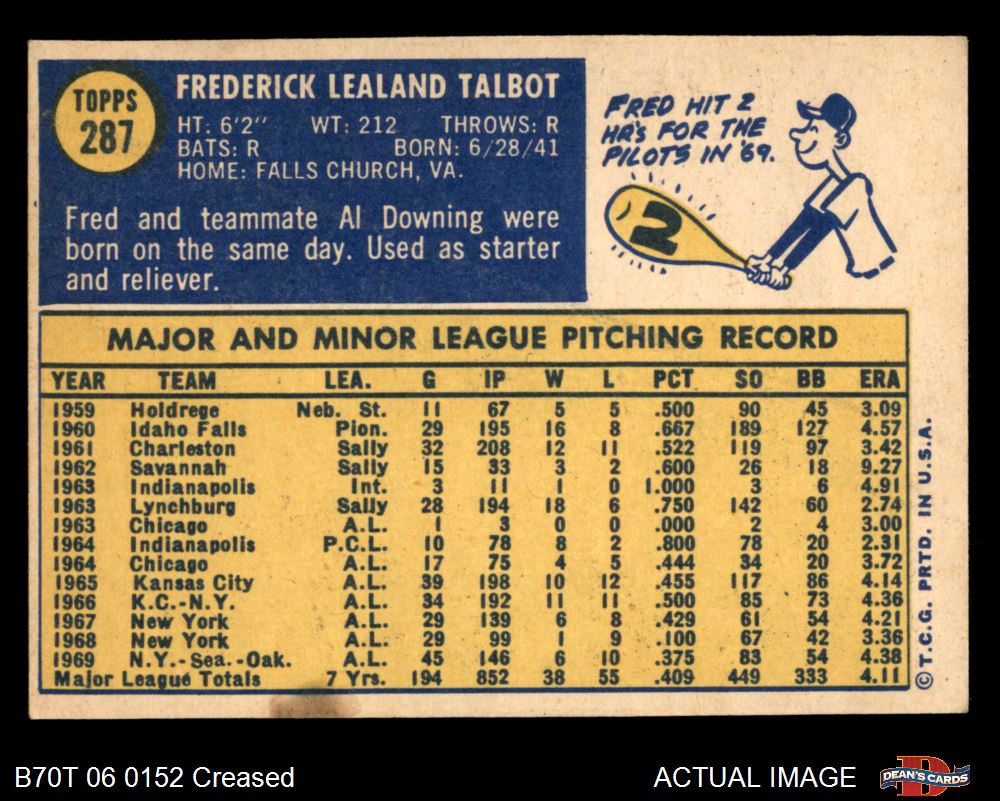 TOPPS
287
FREDERICK LEALAND TALBOT
HT: 6'2" WT: 212 THROWS: R
BATS: R BORN: 6/28/41
HOME: FALLS CHURCH, VA.
Fred and teammate Al Downing were
born on the same day. Used as starter
and reliever.
FRED HIT 2
HR'S FOR THE
PILOTS IN '69.
2
MAJOR AND MINOR LEAGUE PITCHING RECORD
YEAR TEAM LEA. G IP W L PCT SO BB ERA
1959 Holdrege Neb. St. 11 67 5 5 .500 90 45 3.09
1960 Idaho Falls Pion. 29 195 16 8 .667 189 127 4.57
1961 Charleston Sally 32 208 12 11 .522 119 97 3.42
1962 Savannah Sally 15 33 3 2 .600 26 18 9.27
1963 Indianapolis Int. 3 11 1 0 1.000 3 6 4.91
1963 Lynchburg Sally 28 194 18 6 .750 142 60 2.74
1963 Chicago A.L. 1 3 0 0 .000 2 4 3.00
1964 Indianapolis P.C.L. 10 78 8 2 .800 78 20 2.31
1964 Chicago A.L. 17 75 4 5 .444 34 20 3.72
1965 Kansas City A.L. 39 198 10 12 .455 117 86 4.14
1966 K.C.-N.Y. A.L. 34 192 11 11 .500 85 73 4.36
1967 New York A.L. 29 139 6 8 .429 61 54 4.21
1968 New York A.L. 29 99 1 9 .100 67 42 3.36
1969 N.Y.-Sea.-Oak. A.L. 45 146 6 10 .375 83 54 4.38
Major League Totals 7 Yrs. 194 852 38 55 .409 449 333 4.11
© T.C.G. PRTD. IN U.S.A.
B70T 06 0152 Creased
ACTUAL IMAGE
DEAN'S CARDS